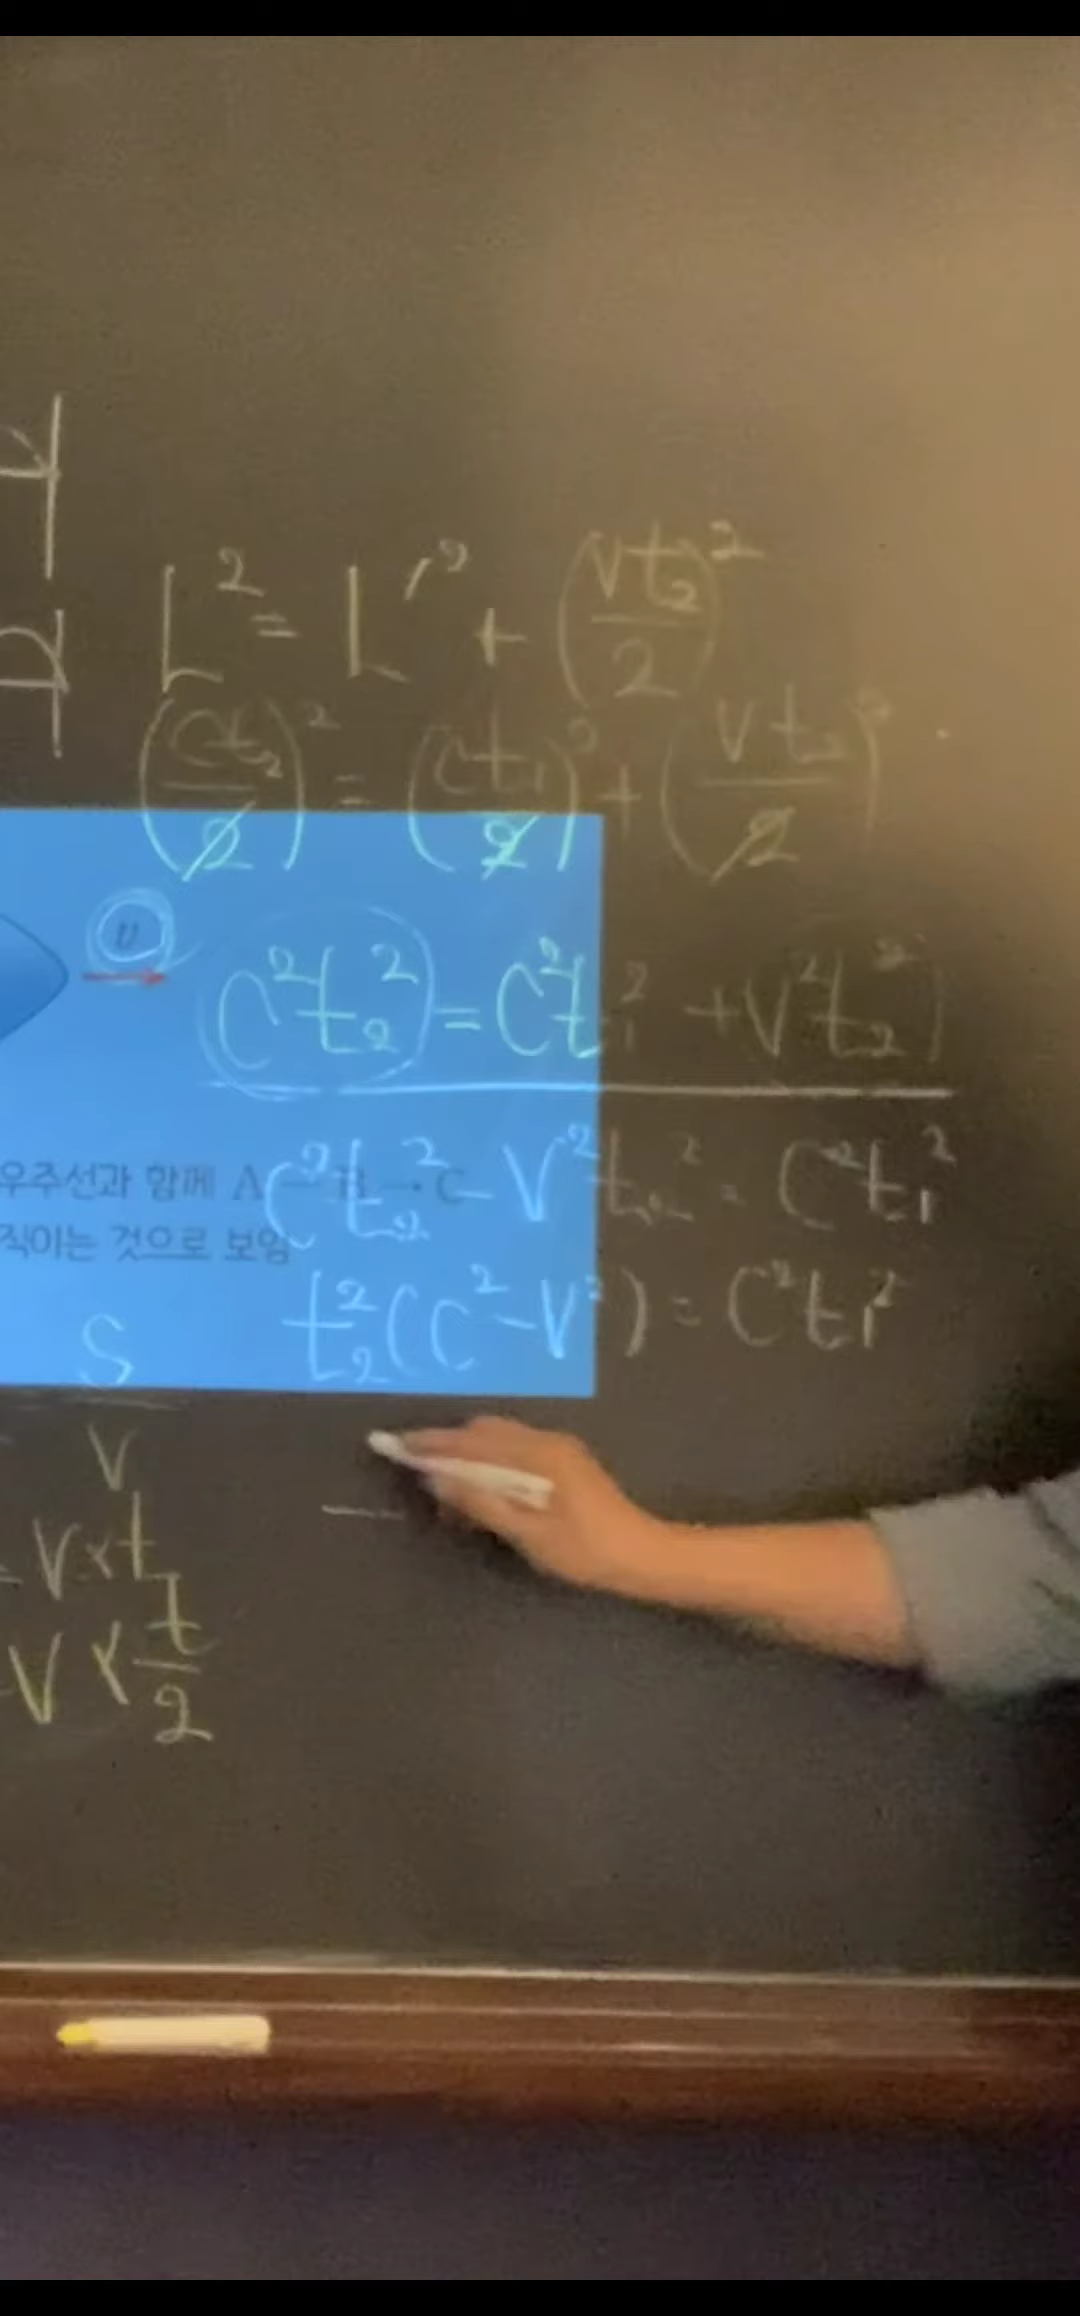 L² = L'² + (vt₂/2)²
(ct₂/2)² = (ct₁/2)² + (vt₂/2)²
v
c²t₂² = c²t₁² + v²t₂²
우주선과 함께 A → B → C
c²t₂² - v²t₂² = c²t₁²
직이는 것으로 보임
t₂²(c² - v²) = c²t₁²
S
V
V×t
V×t/2